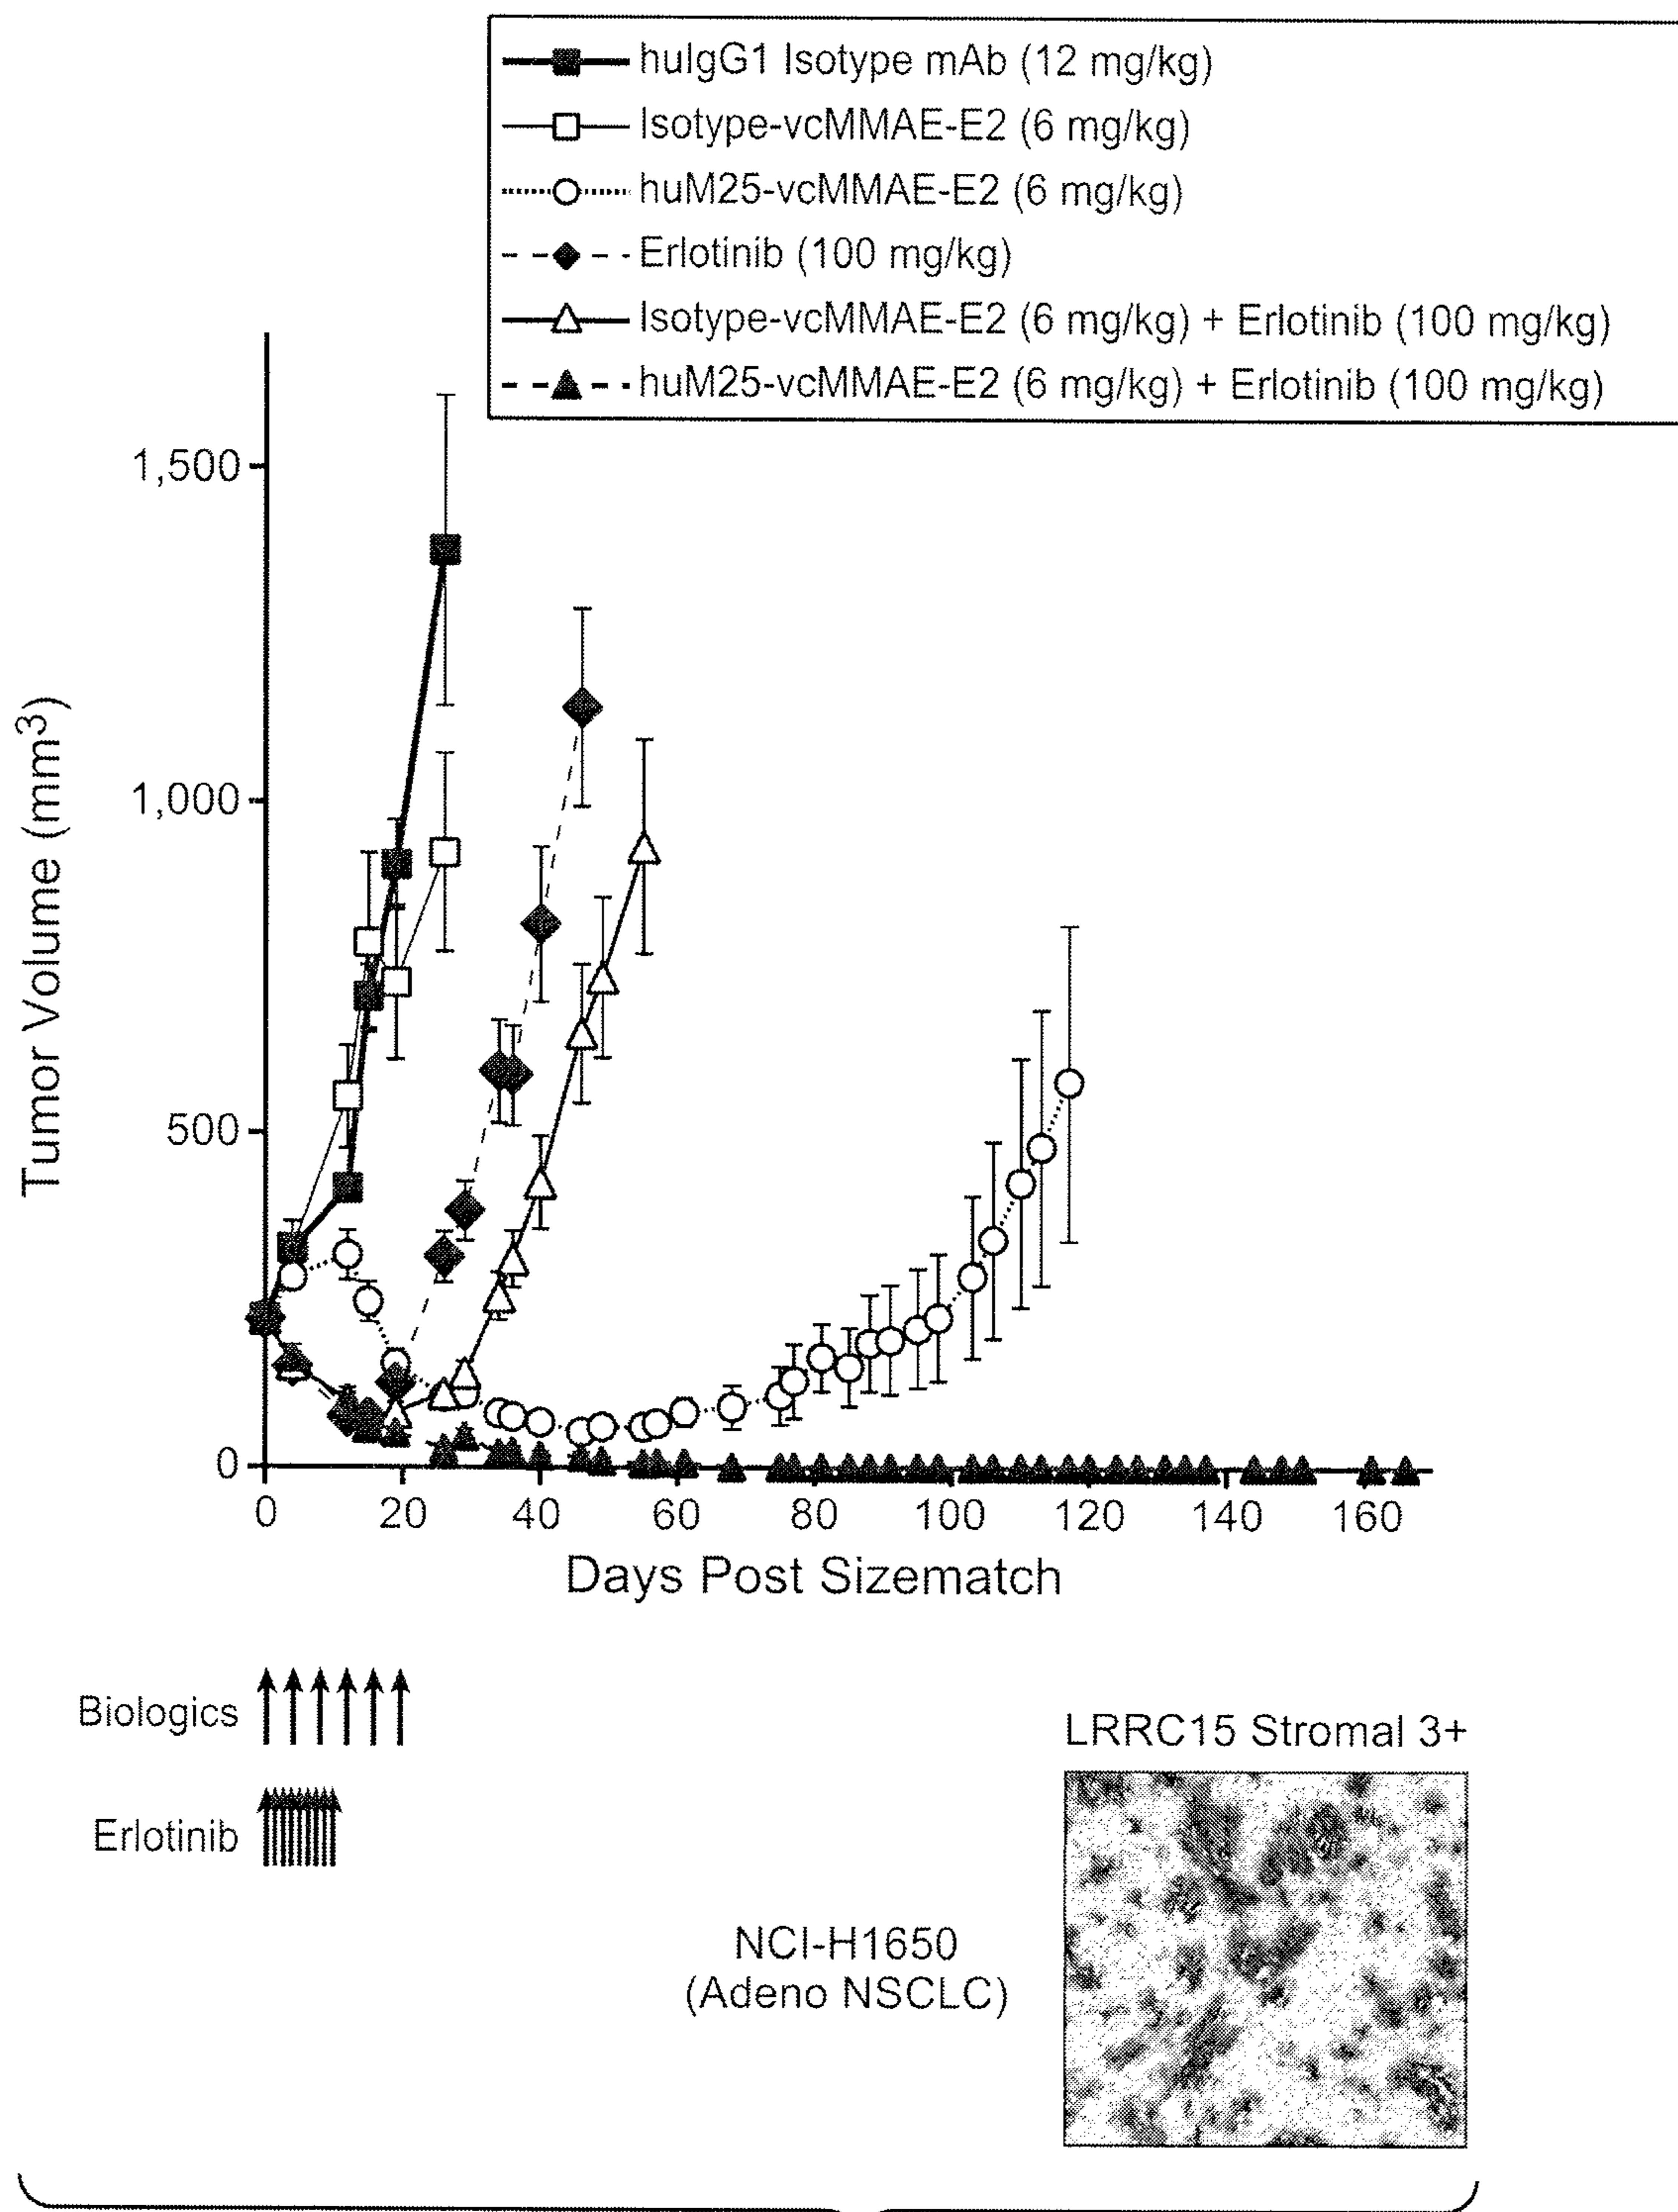 huIgG1 Isotype mAb (12 mg/kg)
Isotype-vcMMAE-E2 (6 mg/kg)
huM25-vcMMAE-E2 (6 mg/kg)
Erlotinib (100 mg/kg)
Isotype-vcMMAE-E2 (6 mg/kg) + Erlotinib (100 mg/kg)
huM25-vcMMAE-E2 (6 mg/kg) + Erlotinib (100 mg/kg)
1,500
1,000
500
0
Tumor Volume (mm³)
0 20 40 60 80 100 120 140 160
Days Post Sizematch
Biologics
Erlotinib
LRRC15 Stromal 3+
NCI-H1650
(Adeno NSCLC)